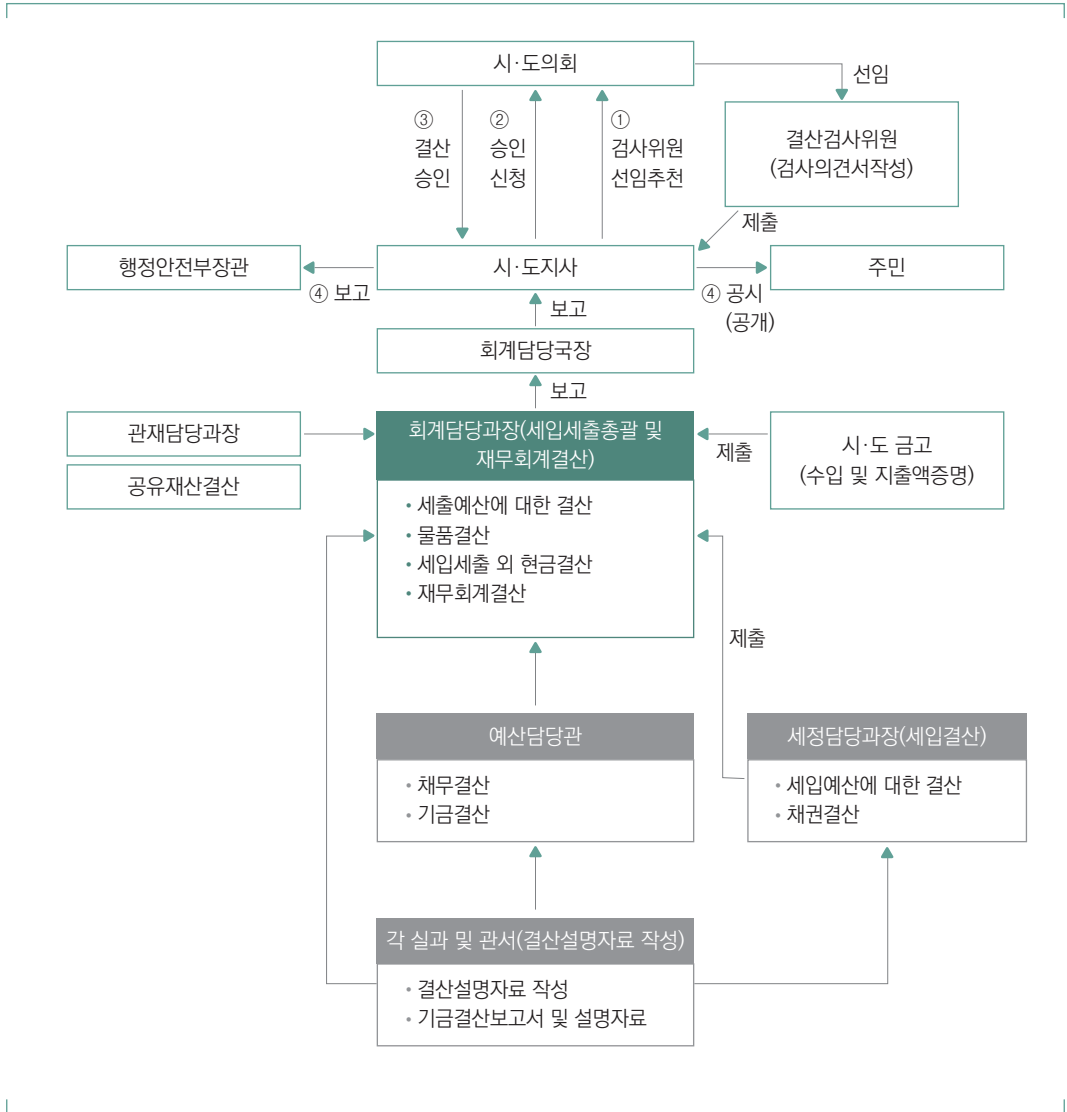 시·도의회
선임
③
결산
승인
②
승인
신청
①
검사위원
선임추천
결산검사위원
(검사의견서작성)
제출
행정안전부장관
시·도지사
주민
④ 보고
④ 공시
(공개)
보고
회계담당국장
보고
관재담당과장
공유재산결산
회계담당과장(세입세출총괄 및
재무회계결산)
제출
시·도 금고
(수입 및 지출액증명)
• 세출예산에 대한 결산
• 물품결산
• 세입세출 외 현금결산
• 재무회계결산
제출
예산담당관
• 채무결산
• 기금결산
세정담당과장(세입결산)
• 세입예산에 대한 결산
• 채권결산
각 실과 및 관서(결산설명자료 작성)
• 결산설명자료 작성
• 기금결산보고서 및 설명자료